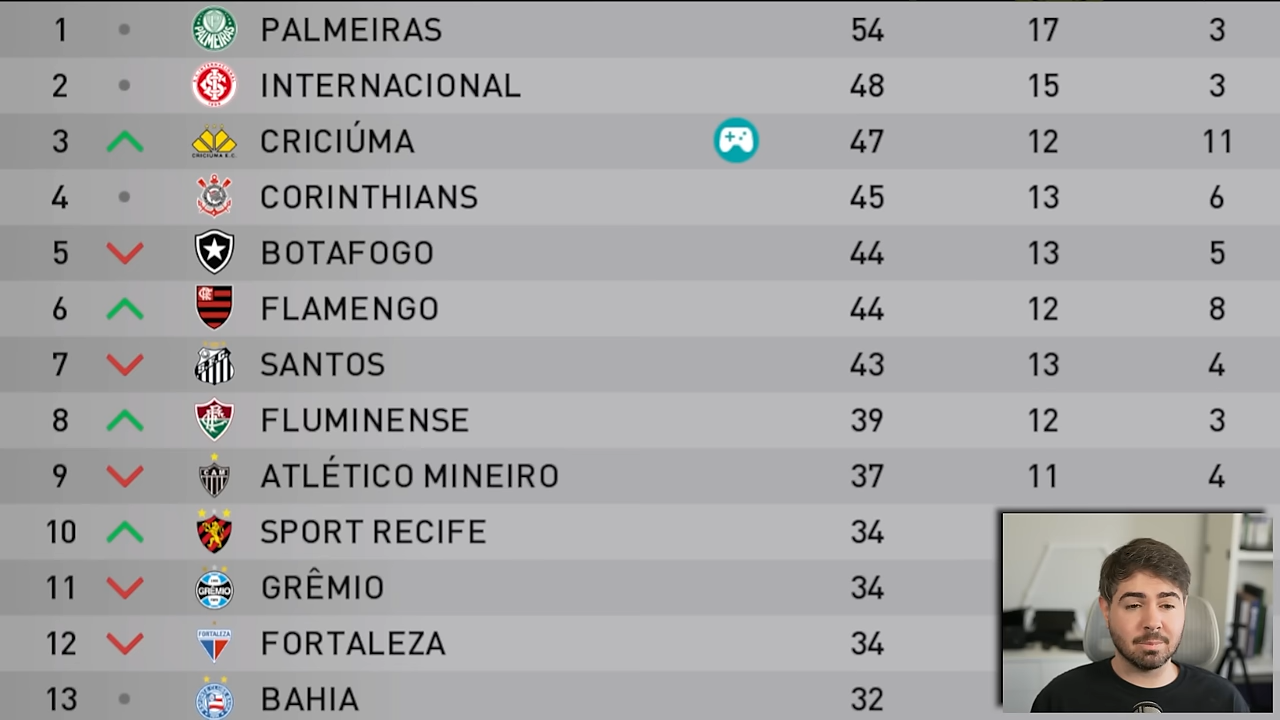 1 PALMEIRAS 54 17 3
2 INTERNACIONAL 48 15 3
3 CRICIÚMA 47 12 11
4 CORINTHIANS 45 13 6
5 BOTAFOGO 44 13 5
6 FLAMENGO 44 12 8
7 SANTOS 43 13 4
8 FLUMINENSE 39 12 3
9 ATLÉTICO MINEIRO 37 11 4
10 SPORT RECIFE 34
11 GRÊMIO 34
12 FORTALEZA 34
13 BAHIA 32